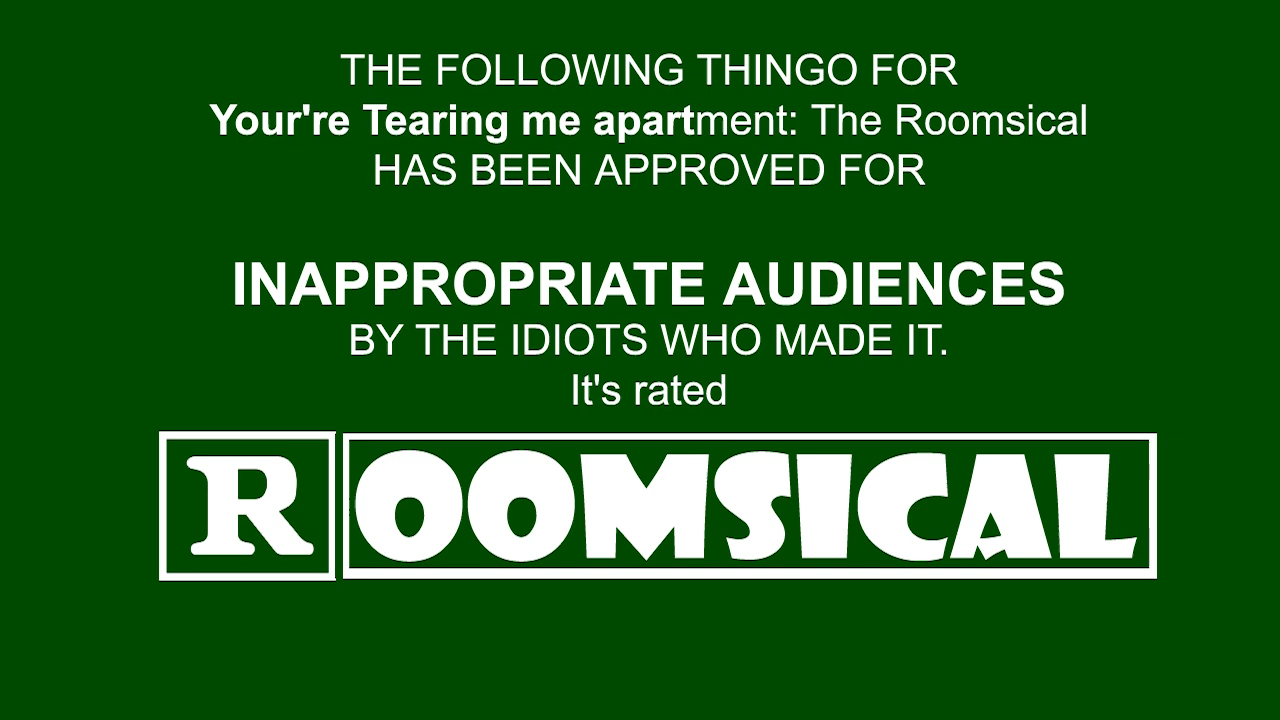 THE FOLLOWING THINGO FOR
Your're Tearing me apartment: The Roomsical
HAS BEEN APPROVED FOR
INAPPROPRIATE AUDIENCES
BY THE IDIOTS WHO MADE IT.
It's rated
ROOMSICAL